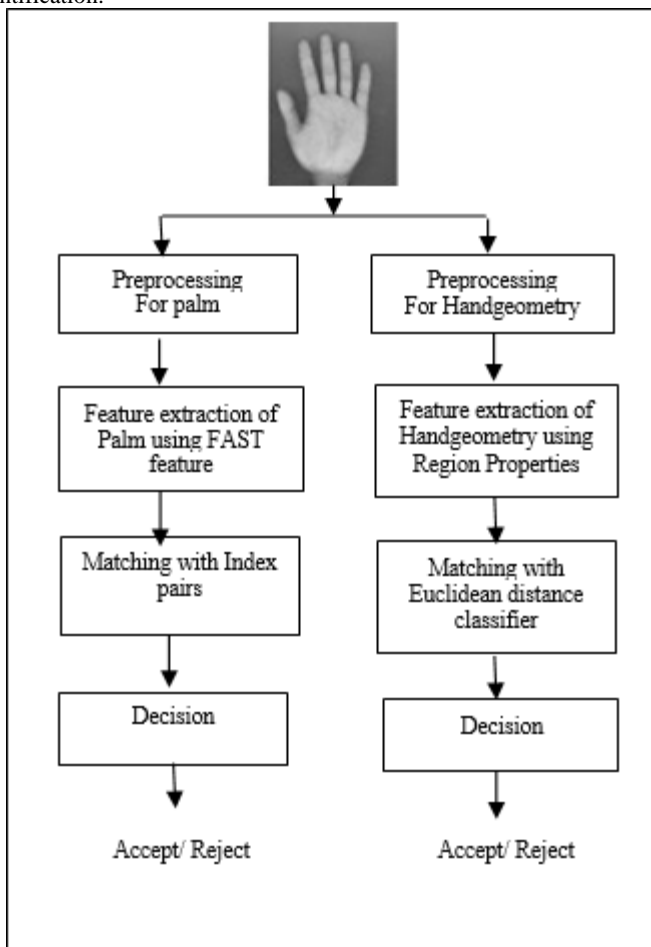 ntification.
Preprocessing
For palm
Preprocessing
For Handgeometry
Feature extraction of
Palm using FAST
feature
Feature extraction of
Handgeometry using
Region Properties
Matching with Index
pairs
Matching with
Euclidean distance
classifier
Decision
Decision
Accept/ Reject
Accept/ Reject